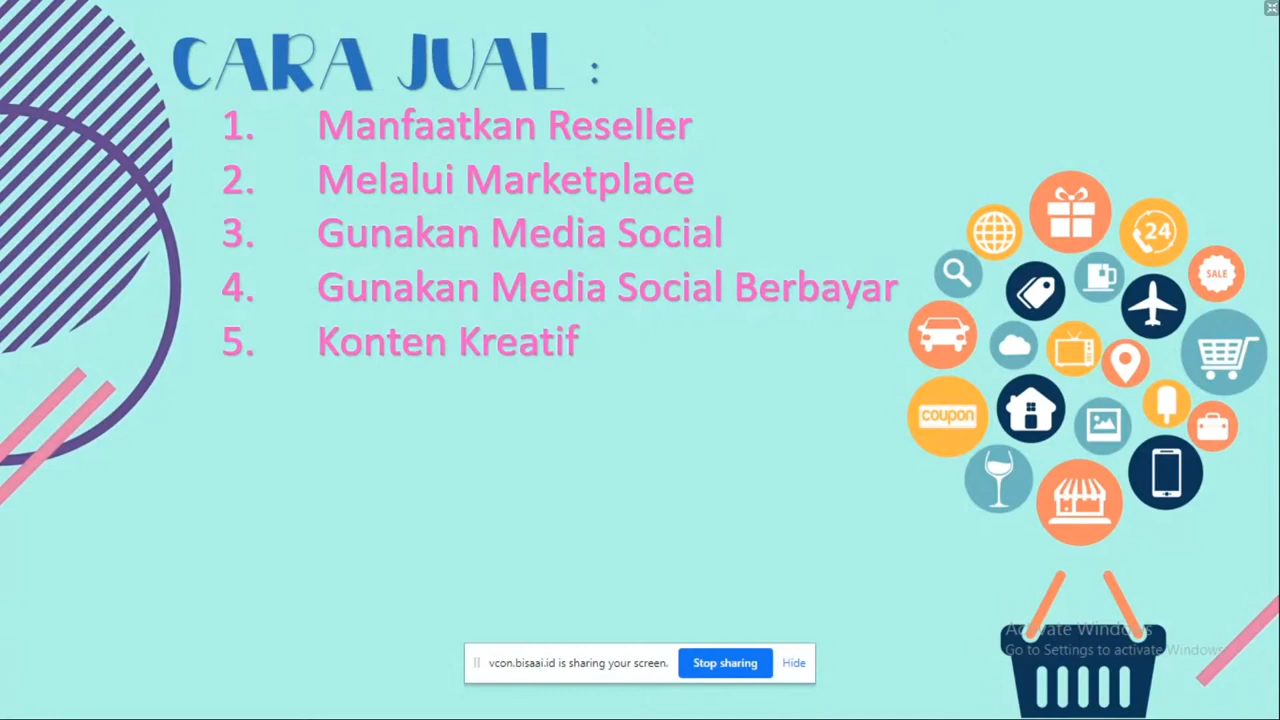 CARA JUAL :
1. Manfaatkan Reseller
2. Melalui Marketplace
3. Gunakan Media Social
4. Gunakan Media Social Berbayar
5. Konten Kreatif
24
SALE
coupon
Activate Windows
Go to Settings to activate Windows.
vcon.bisaai.id is sharing your screen. Stop sharing Hide